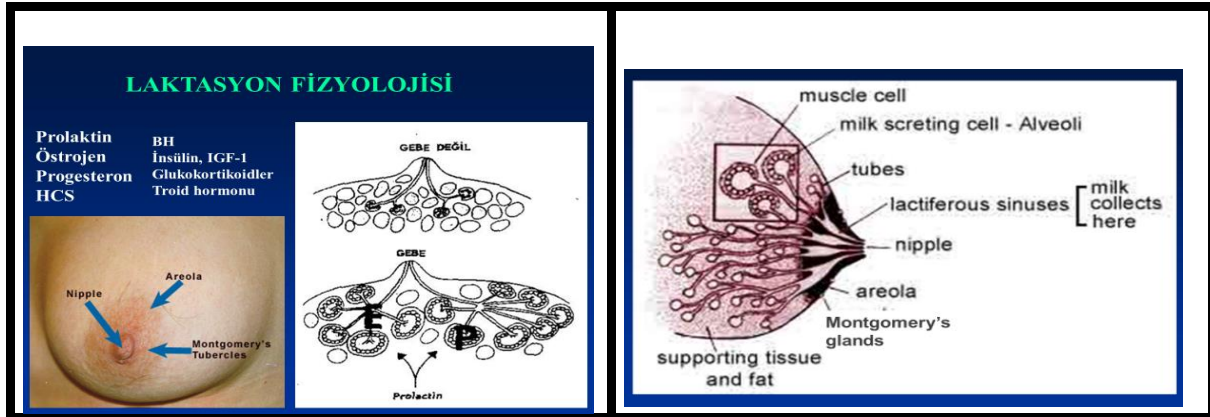 LAKTASYON FİZYOLOJİSİ
Prolaktin
Östrojen
Progesteron
HCS
BH
İnsülin, IGF-1
Glukokortikoidler
Troid hormonu
Nipple
Areola
Montgomery's
Tubercles
GEBE DEĞİL
GEBE
E
P
Prolactin
muscle cell
milk screting cell - Alveoli
tubes
lactiferous sinuses
milk
collects
here
nipple
areola
Montgomery's
glands
supporting tissue
and fat